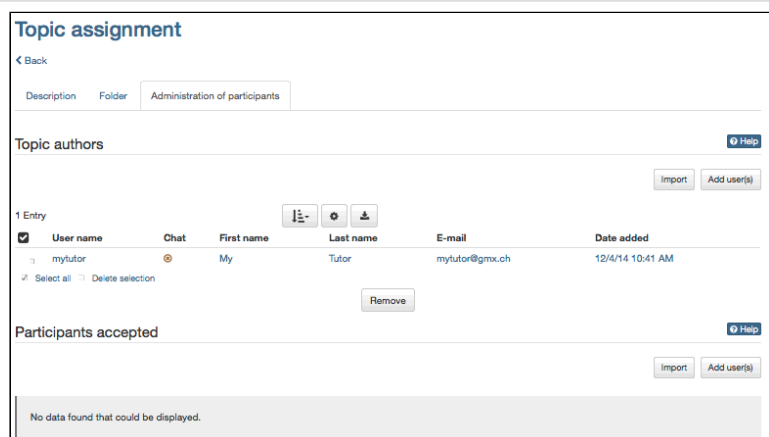 Topic assignment
Back
Description Folder Administration of participants
Topic authors Help
Import Add user(s)
1 Entry
User name Chat First name Last name E-mail Date added
mytutor My Tutor mytutor@gmx.ch 12/4/14 10:41 AM
Select all Delete selection
Remove
Participants accepted Help
Import Add user(s)
No data found that could be displayed.